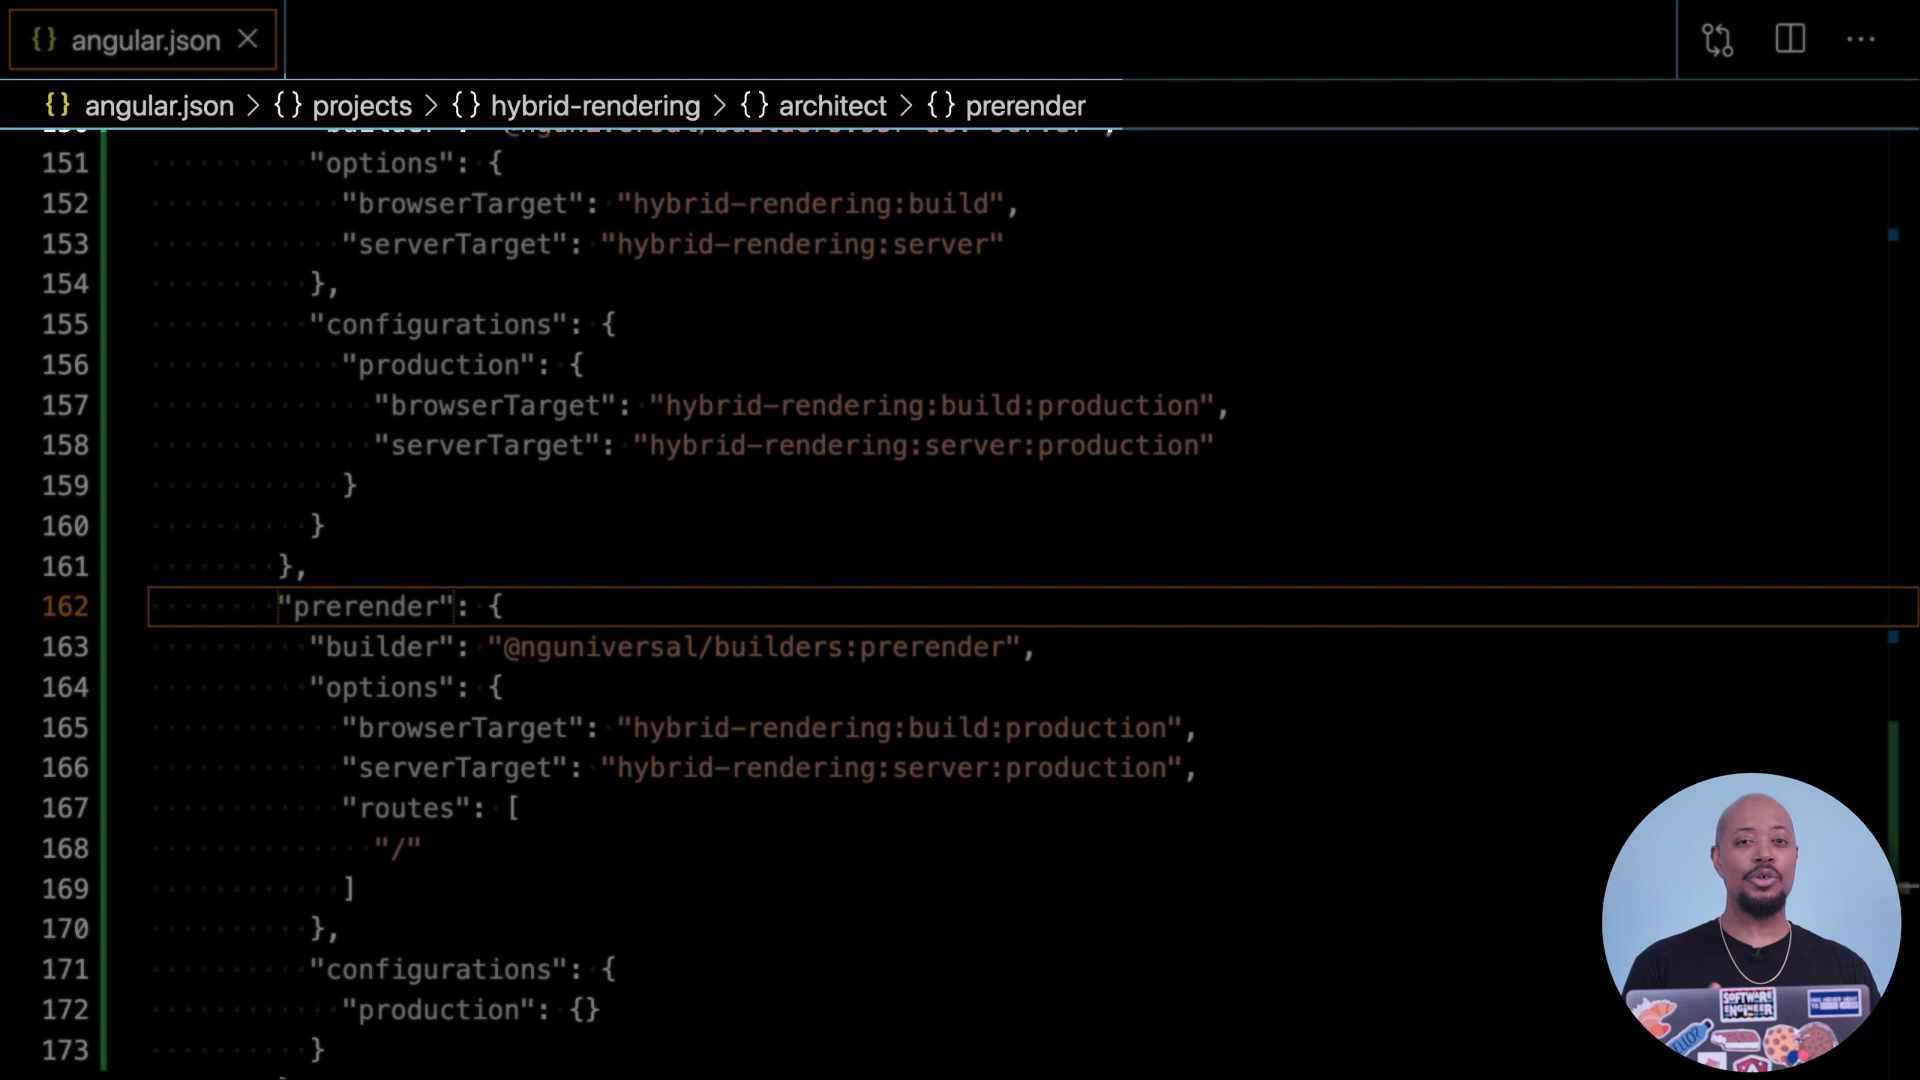 {} angular.json ×
{} angular.json > {} projects > {} hybrid-rendering > {} architect > {} prerender
151 "options": {
152 "browserTarget": "hybrid-rendering:build",
153 "serverTarget": "hybrid-rendering:server"
154 },
155 "configurations": {
156 "production": {
157 "browserTarget": "hybrid-rendering:build:production",
158 "serverTarget": "hybrid-rendering:server:production"
159 }
160 }
161 },
162 "prerender": {
163 "builder": "@nguniversal/builders:prerender",
164 "options": {
165 "browserTarget": "hybrid-rendering:build:production",
166 "serverTarget": "hybrid-rendering:server:production",
167 "routes": [
168 "/"
169 ]
170 },
171 "configurations": {
172 "production": {}
173 }
SOFTWARE
ENGINEER
HELLO?